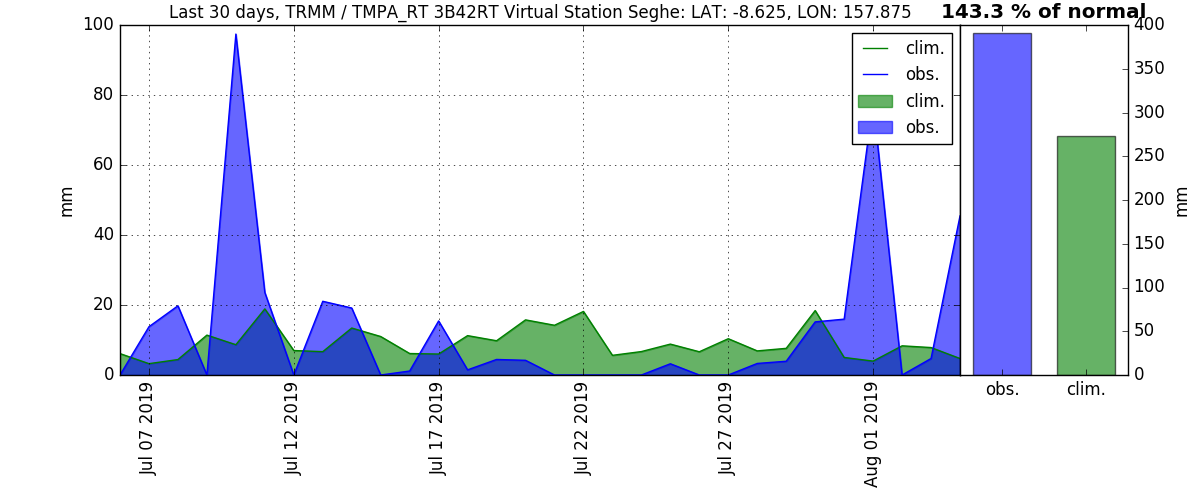 Last 30 days, TRMM / TMPA_RT 3B42RT Virtual Station Seghe: LAT: -8.625, LON: 157.875
143.3 % of normal
100
80
60
40
20
0
mm
clim.
obs.
clim.
obs.
400
350
300
250
200
150
100
50
0
mm
Jul 07 2019
Jul 12 2019
Jul 17 2019
Jul 22 2019
Jul 27 2019
Aug 01 2019
obs.
clim.